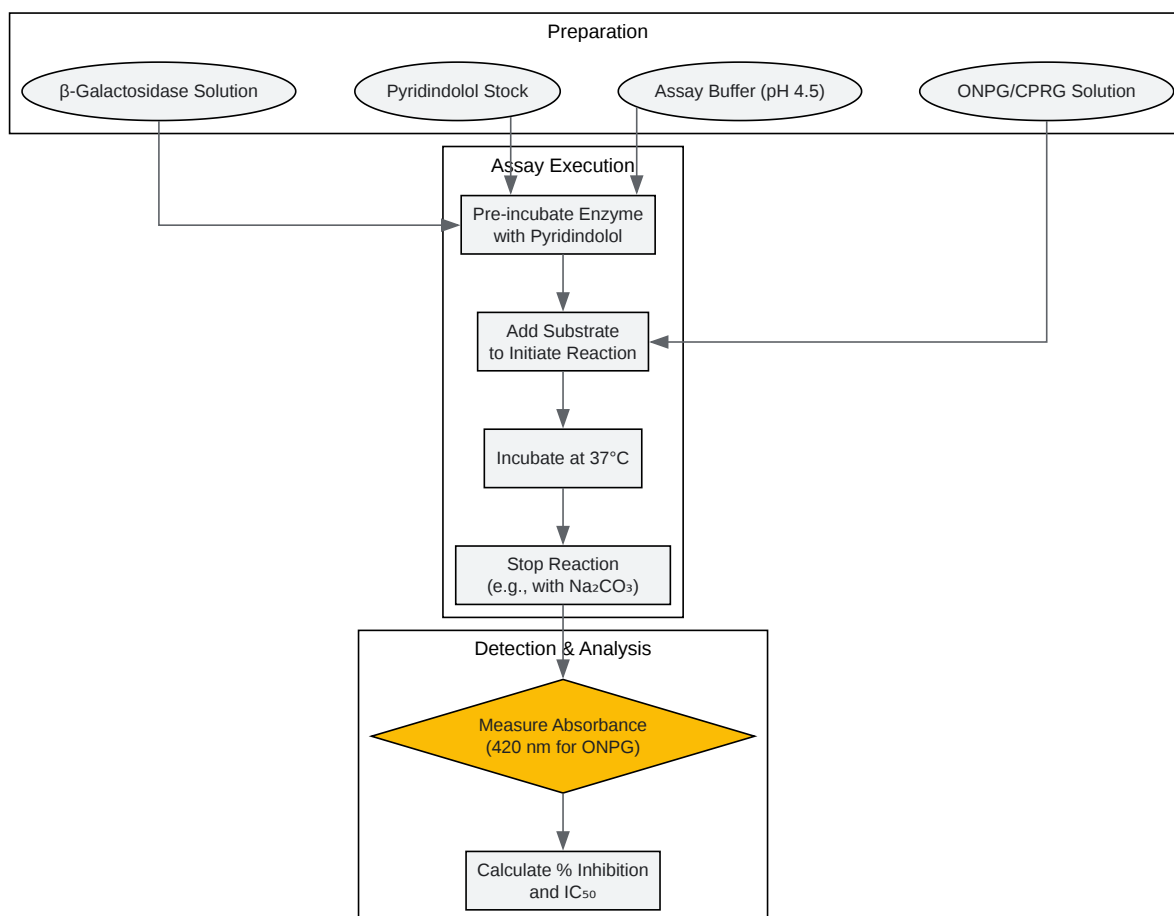 Preparation
β-Galactosidase Solution
Pyridindolol Stock
Assay Buffer (pH 4.5)
ONPG/CPRG Solution
Assay Execution
Pre-incubate Enzyme
with Pyridindolol
Add Substrate
to Initiate Reaction
Incubate at 37°C
Stop Reaction
(e.g., with Na₂CO₃)
Detection & Analysis
Measure Absorbance
(420 nm for ONPG)
Calculate % Inhibition
and IC₅₀